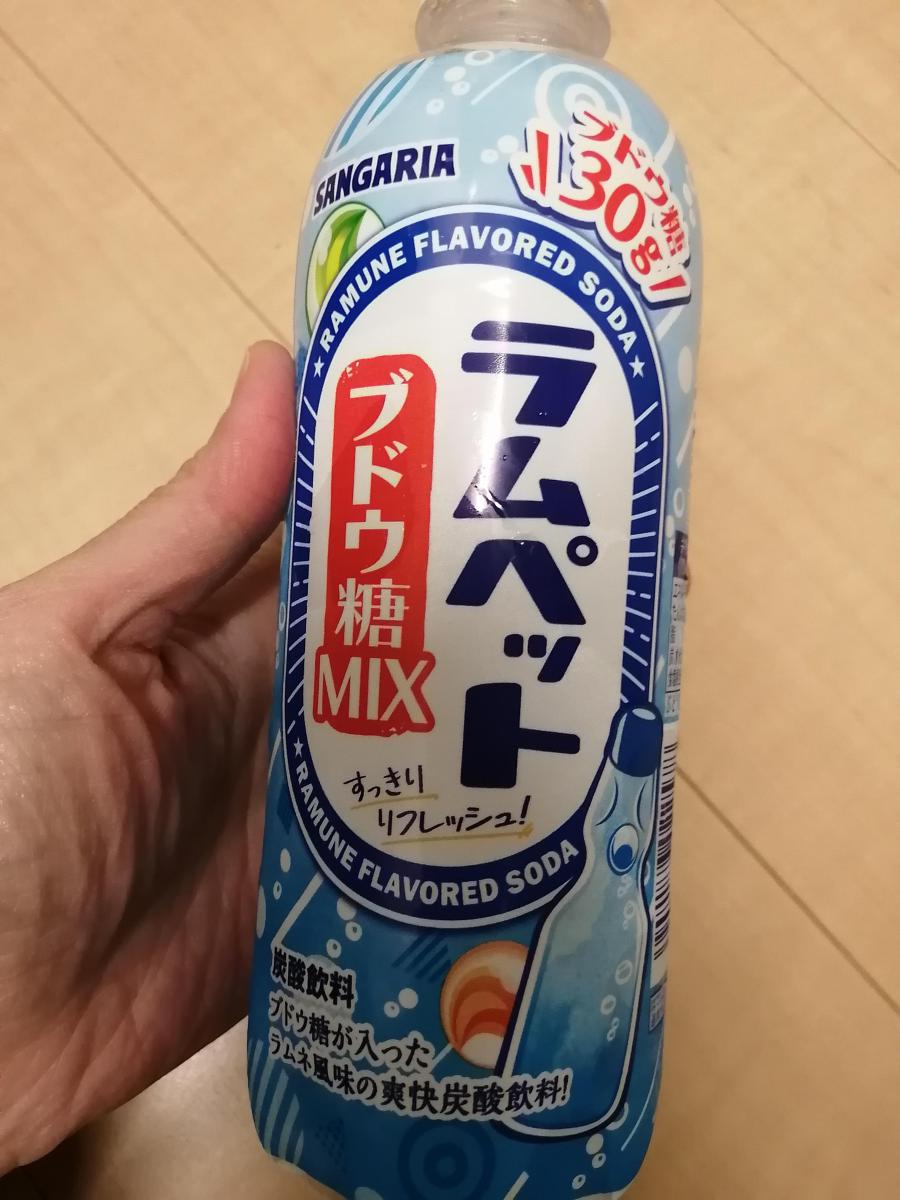 SANGARIA
ブドウ糖
30g
RAMUNE FLAVORED SODA
ラムペット
ブドウ糖
MIX
すっきり
リフレッシュ!
RAMUNE FLAVORED SODA
炭酸飲料
ブドウ糖が入った
ラムネ風味の爽快炭酸飲料!